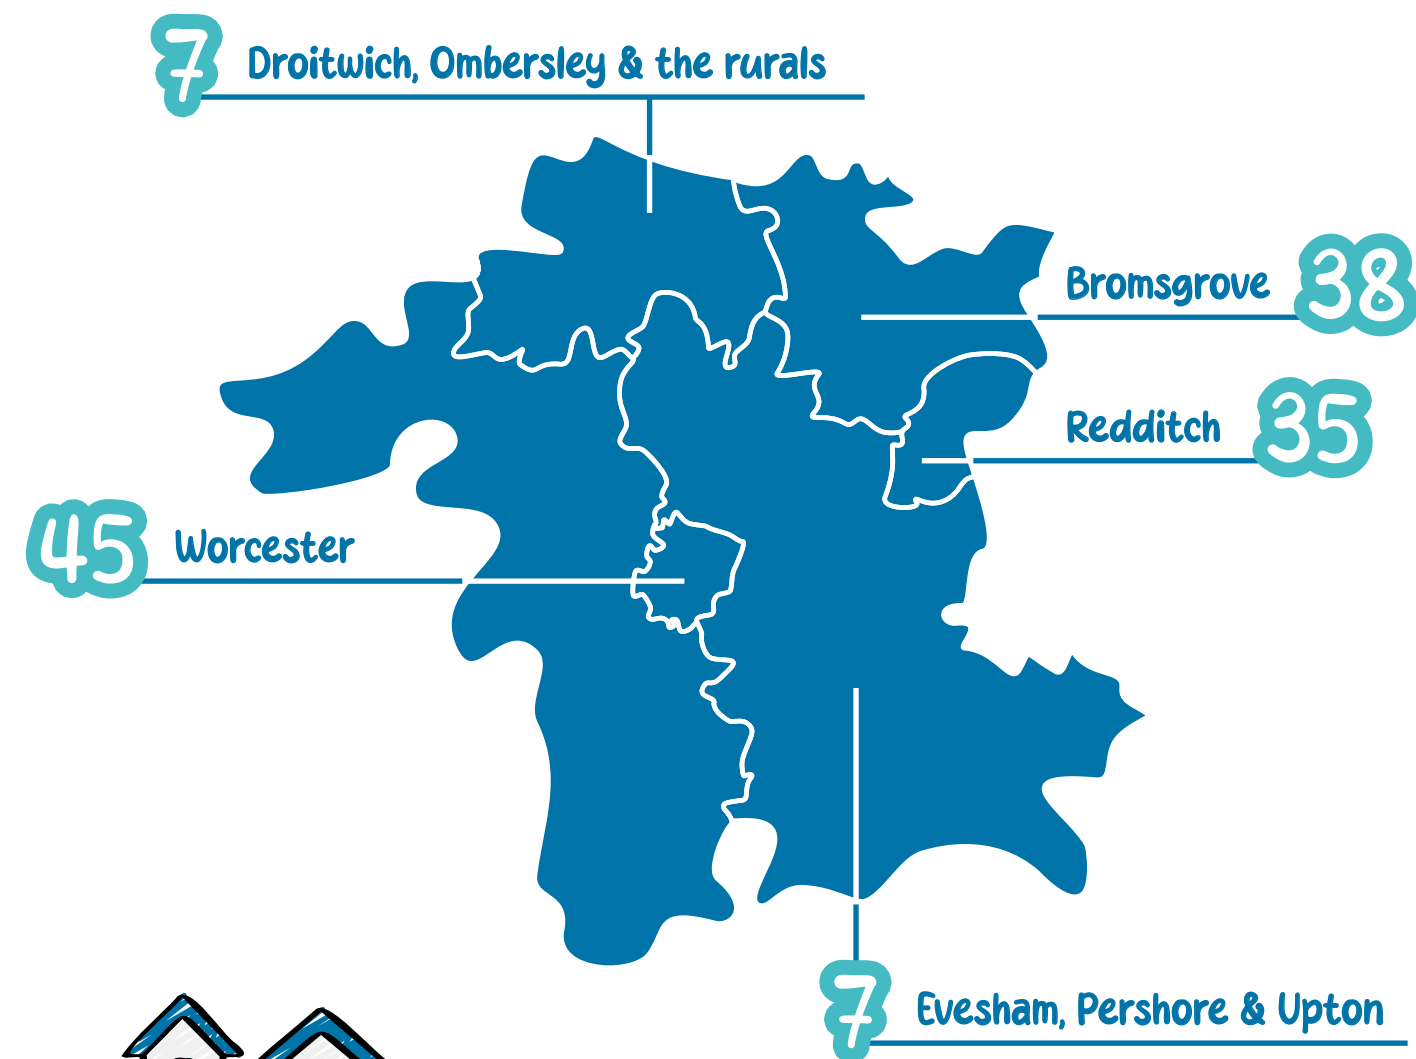 7 Droitwich, Ombersley & the rurals
Bromsgrove 38
Redditch 35
45 Worcester
7 Evesham, Pershore & Upton